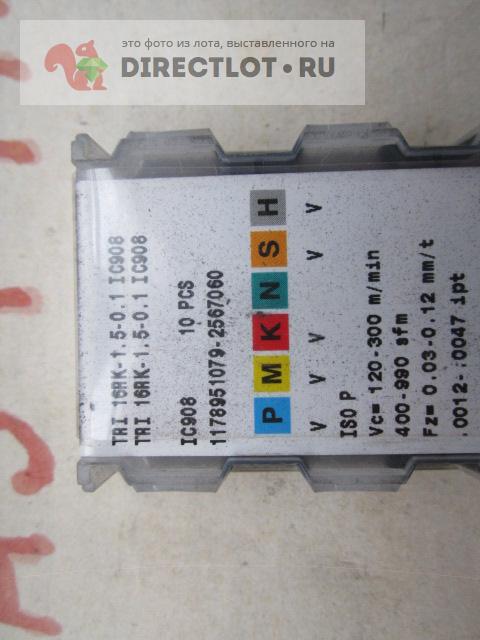 это фото из лота, выставленного на
DIRECTLOT.RU
TRI 16RK-1.5-0.1 IC908
TRI 16RK-1.5-0.1 IC908
IC908 10 PCS
1178951079-2567060
P M K N S H
V V V V V
ISO P
Vc= 120-300 m/min
400-990 sfm
Fz= 0.03-0.12 mm/t
.0012-.0047 ipt